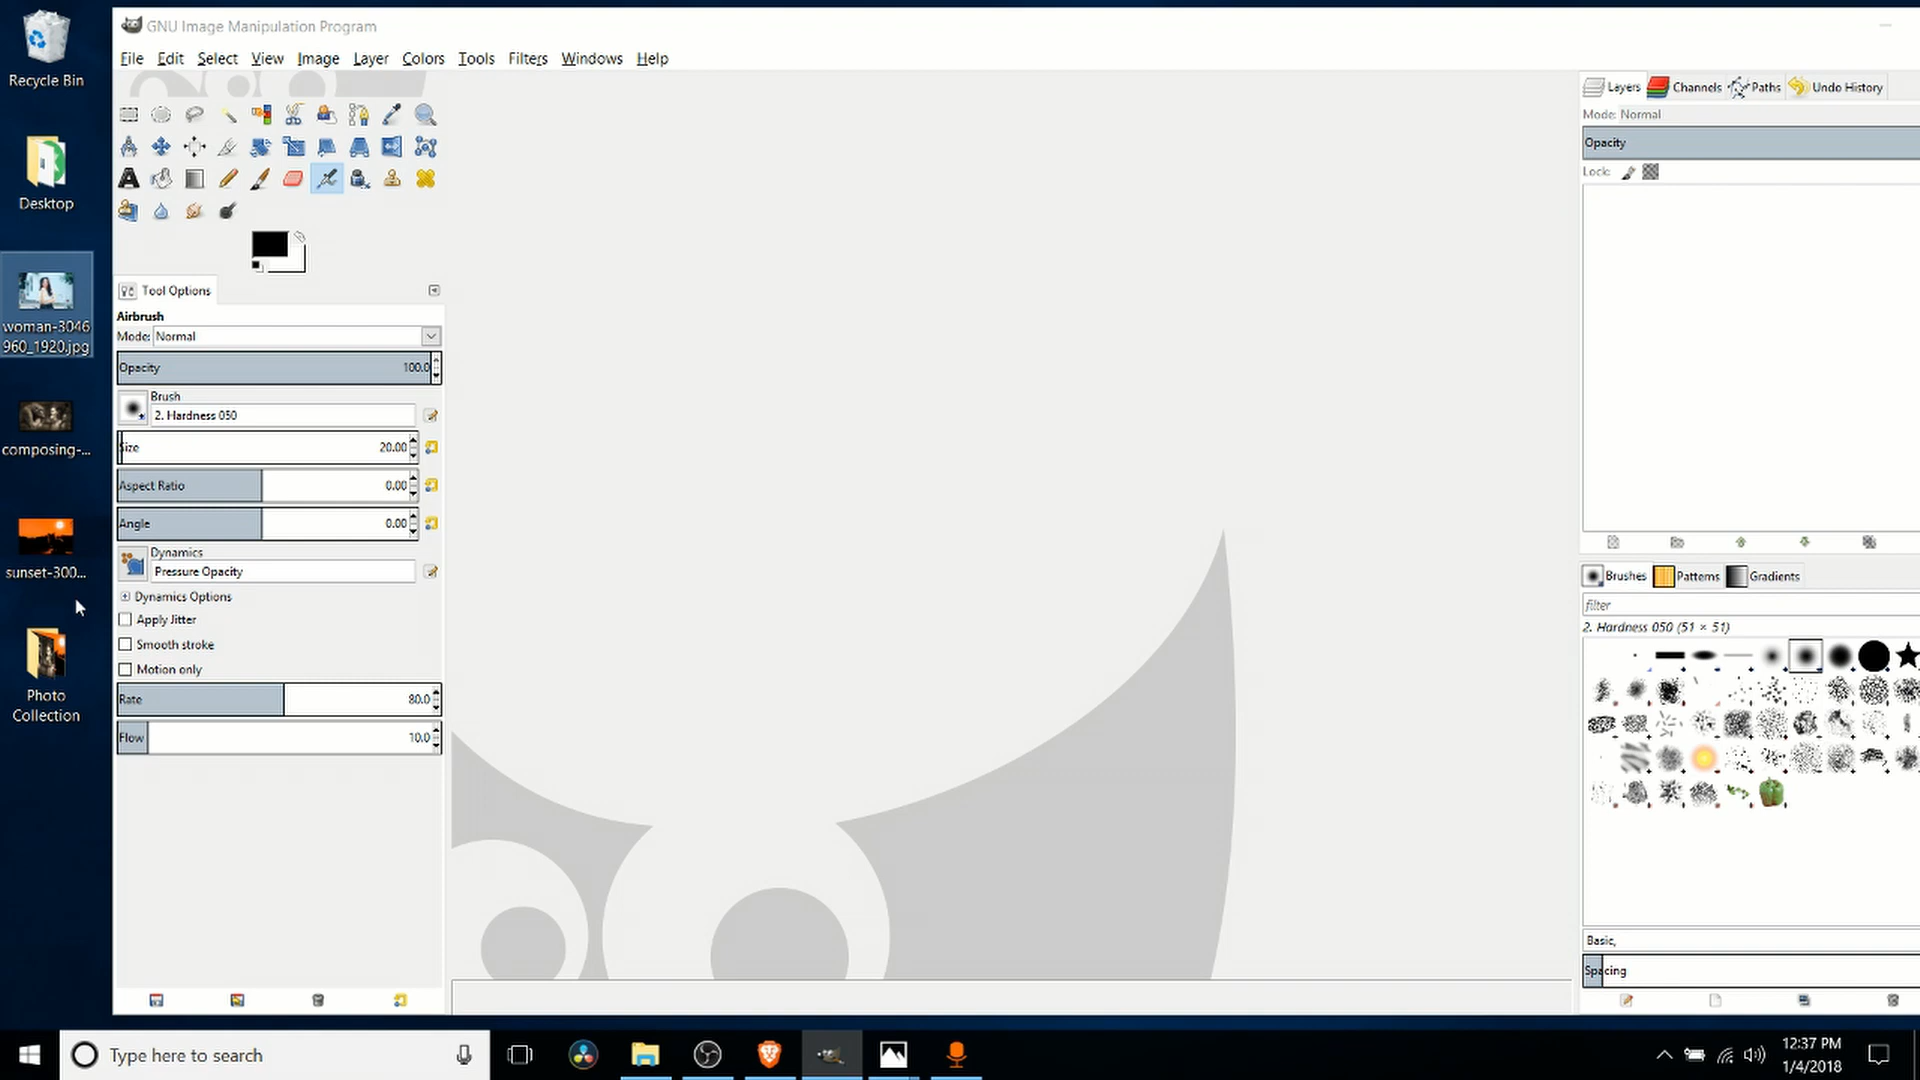 Recycle Bin
Desktop
woman-3046
960_1920.jpg
composing-...
sunset-300...
Photo
Collection
GNU Image Manipulation Program
File Edit Select View Image Layer Colors Tools Filters Windows Help
Tool Options
Airbrush
Mode: Normal
Opacity 100.0
Brush
2. Hardness 050
Size 20.00
Aspect Ratio 0.00
Angle 0.00
Dynamics
Pressure Opacity
Dynamics Options
Apply Jitter
Smooth stroke
Motion only
Rate 80.0
Flow 10.0
Layers Channels Paths Undo History
Mode: Normal
Opacity
Lock:
Brushes Patterns Gradients
filter
2. Hardness 050 (51 × 51)
Basic,
Spacing
Type here to search
12:37 PM
1/4/2018